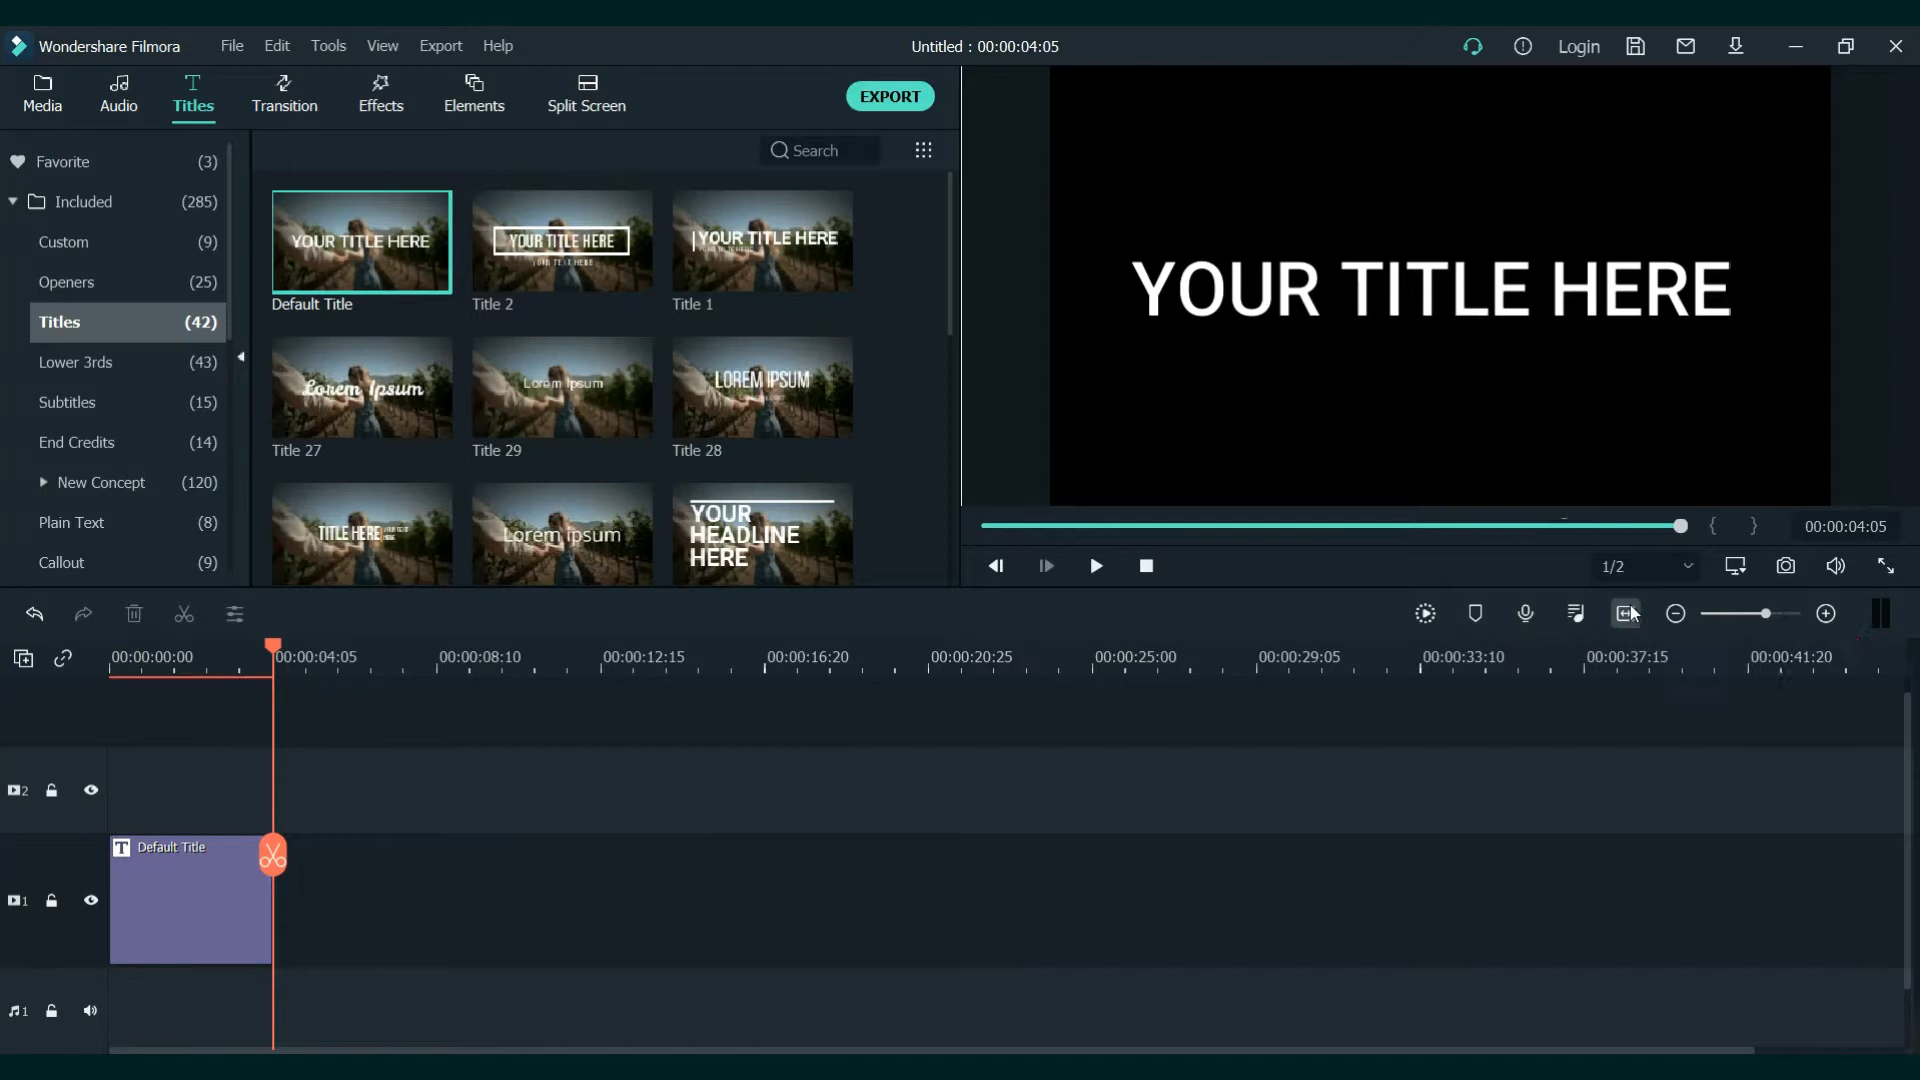 Wondershare Filmora File Edit Tools View Export Help Untitled : 00:00:04:05 Login
Media Audio Titles Transition Effects Elements Split Screen EXPORT
Search
Favorite (3)
Included (285)
Custom (9)
Openers (25)
Titles (42)
Lower 3rds (43)
Subtitles (15)
End Credits (14)
New Concept (120)
Plain Text (8)
Callout (9)
YOUR TITLE HERE
Default Title
YOUR TITLE HERE
YOUR TEXT HERE
Title 2
YOUR TITLE HERE
Title 1
Lorem Ipsum
Title 27
Lorem Ipsum
Title 29
LOREM IPSUM
Title 28
TITLE HERE
Lorem ipsum
YOUR
HEADLINE
HERE
YOUR TITLE HERE
{ } 00:00:04:05
1/2
00:00:00:00 00:00:04:05 00:00:08:10 00:00:12:15 00:00:16:20 00:00:20:25 00:00:25:00 00:00:29:05 00:00:33:10 00:00:37:15 00:00:41:20
2
T Default Title
1
1